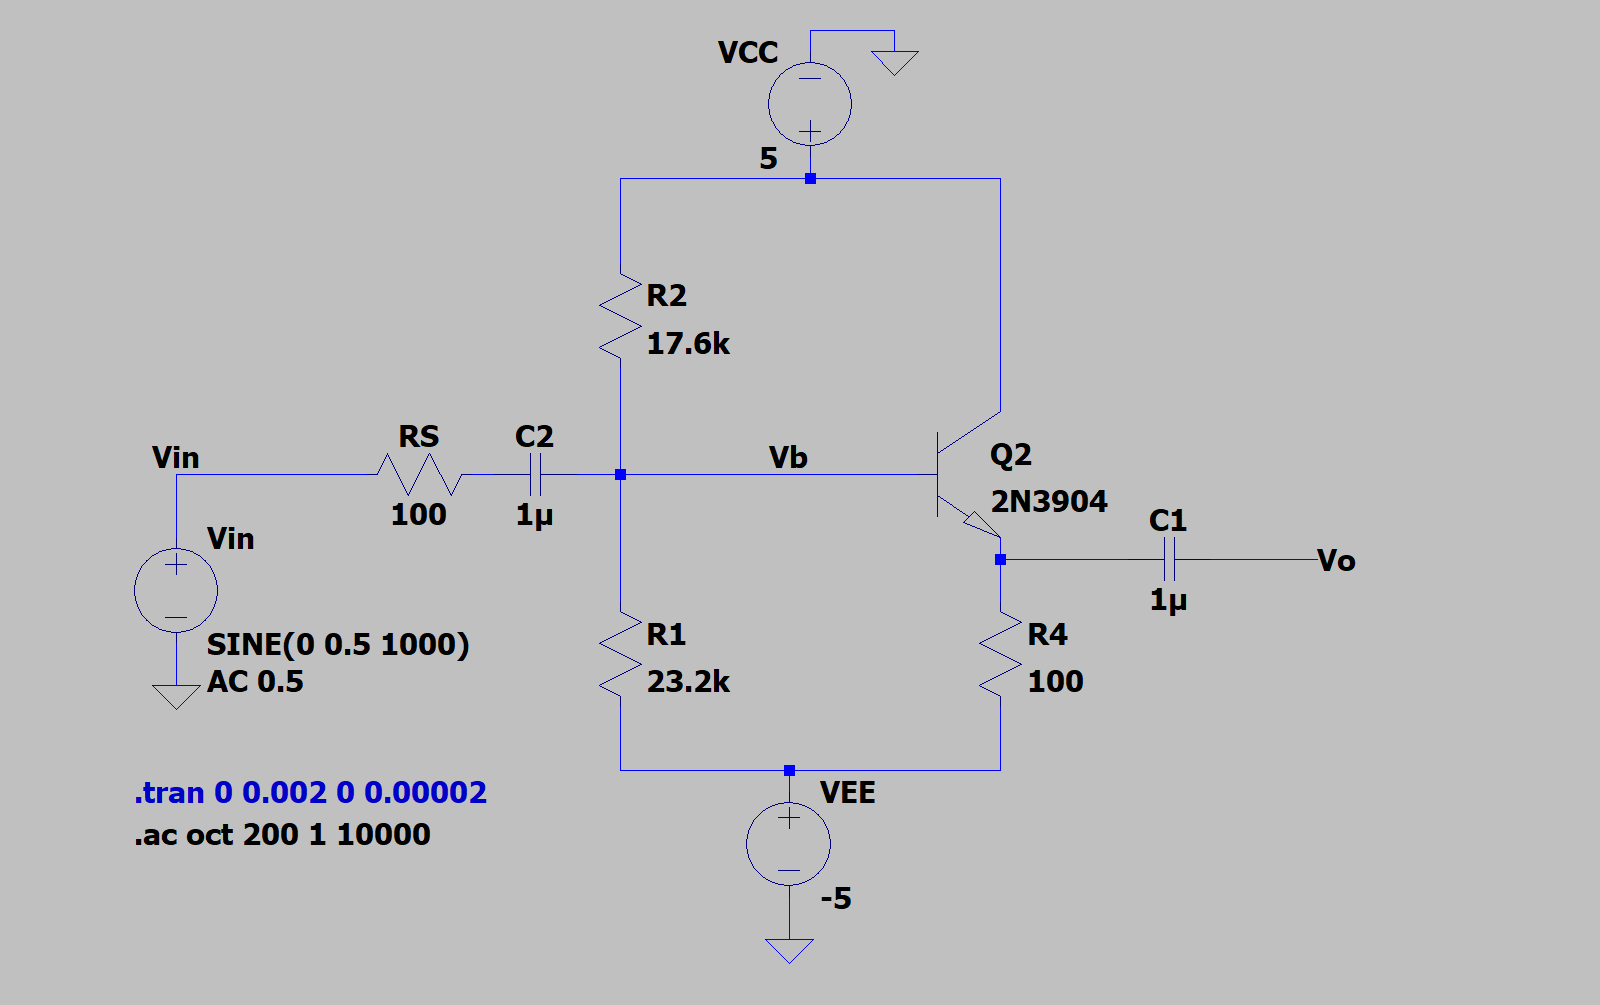 VCC
5
R2
17.6k
RS
C2
Vin
Vb
Q2
100
1µ
2N3904
C1
Vin
Vo
1µ
SINE(0 0.5 1000)
R1
R4
AC 0.5
23.2k
100
.tran 0 0.002 0 0.00002
VEE
.ac oct 200 1 10000
-5